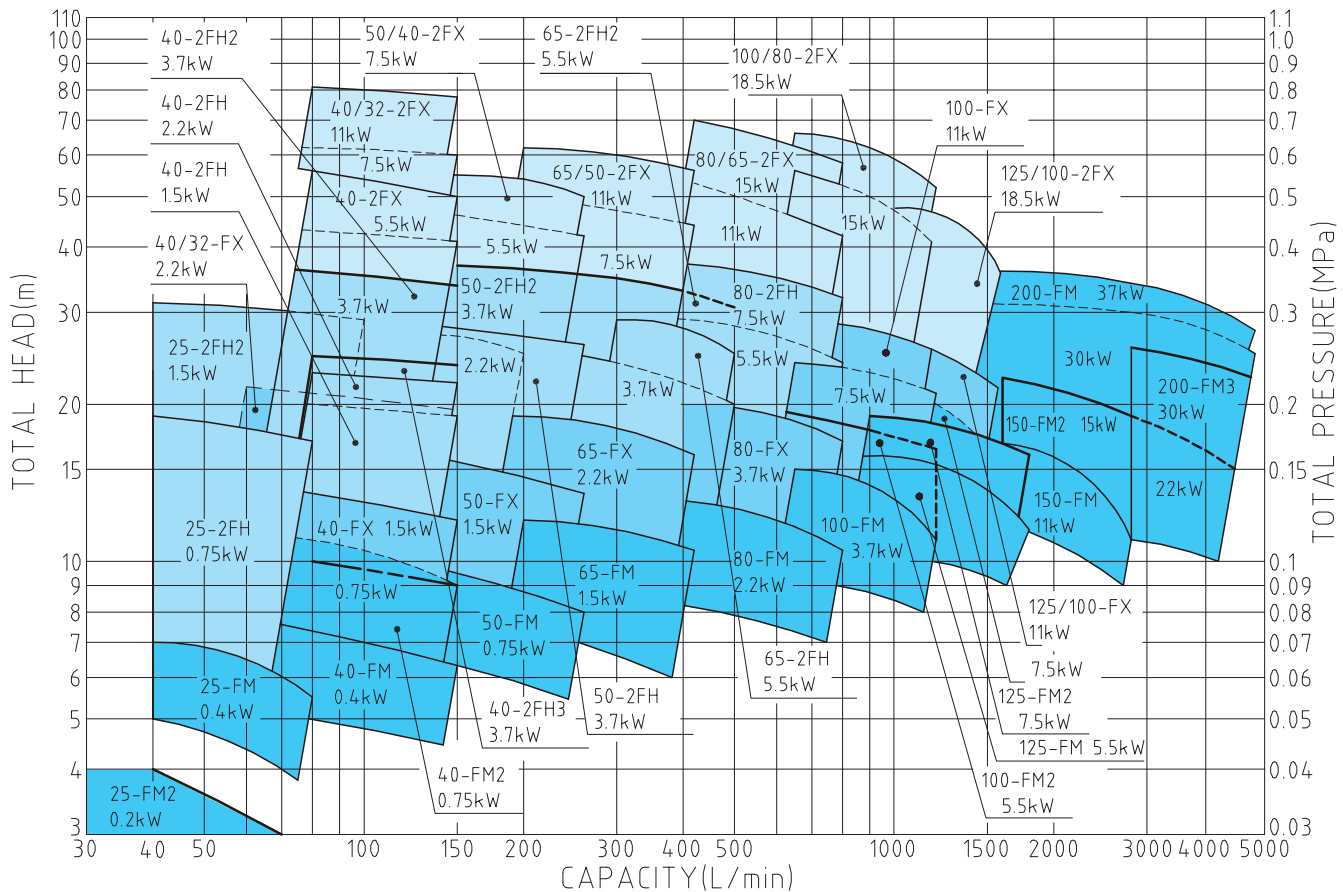 110
100
90
80
70
60
50
40
30
20
15
10
9
8
7
6
5
4
3
TOTAL HEAD(m)
40-2FH2
3.7kW
40-2FH
2.2kW
40-2FH
1.5kW
40/32-FX
2.2kW
50/40-2FX
7.5kW
65-2FH2
5.5kW
100/80-2FX
18.5kW
100-FX
11kW
125/100-2FX
18.5kW
40/32-2FX
11kW
7.5kW
40-2FX
5.5kW
3.7kW
65/50-2FX
11kW
7.5kW
5.5kW
80/65-2FX
15kW
11kW
15kW
50-2FH2
3.7kW
2.2kW
80-2FH
7.5kW
5.5kW
3.7kW
7.5kW
200-FM 37kW
30kW
200-FM3
30kW
22kW
150-FM2 15kW
150-FM
11kW
25-2FH2
1.5kW
25-2FH
0.75kW
40-FX 1.5kW
0.75kW
50-FX
1.5kW
65-FX
2.2kW
80-FX
3.7kW
100-FM
3.7kW
65-FM
1.5kW
80-FM
2.2kW
50-FM
0.75kW
40-FM
0.4kW
25-FM
0.4kW
25-FM2
0.2kW
40-FM2
0.75kW
40-2FH3
3.7kW
50-2FH
3.7kW
65-2FH
5.5kW
125/100-FX
11kW
7.5kW
125-FM2
7.5kW
125-FM 5.5kW
100-FM2
5.5kW
1.1
1.0
0.9
0.8
0.7
0.6
0.5
0.4
0.3
0.2
0.15
0.1
0.09
0.08
0.07
0.06
0.05
0.04
0.03
TOTAL PRESSURE(MPa)
30 40 50 100 150 200 300 400 500 1000 1500 2000 3000 4000 5000
CAPACITY(L/min)